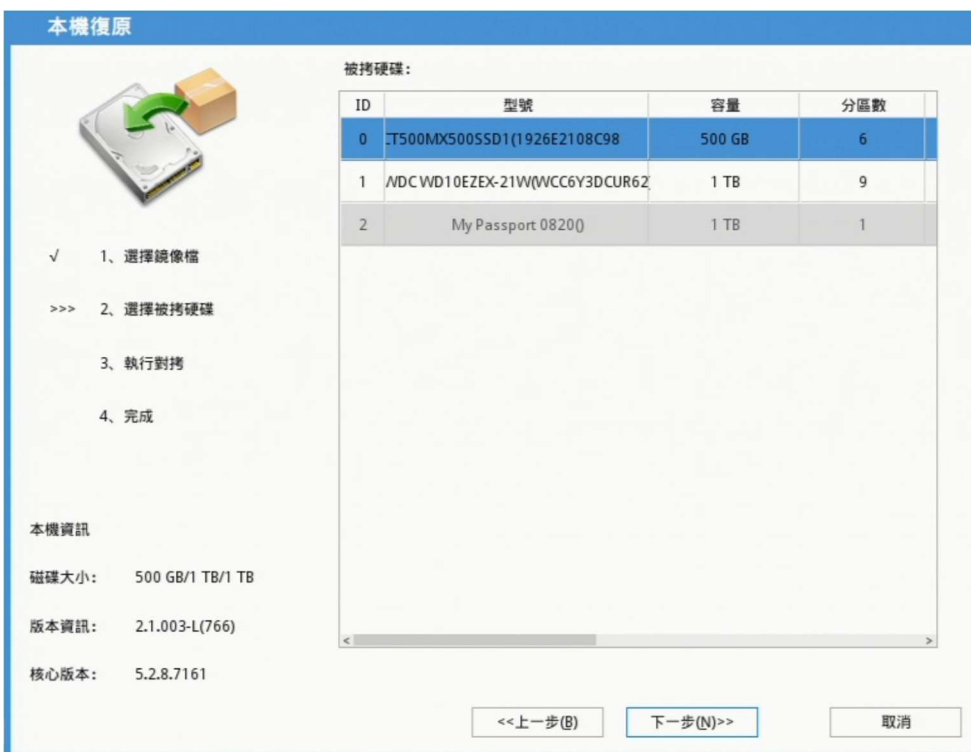 本機復原
被拷硬碟:
ID 型號 容量 分區數
0 CT500MX500SSD1(1926E2108C98 500 GB 6
1 WDC WD10EZEX-21W(WCC6Y3DCUR62 1 TB 9
2 My Passport 0820() 1 TB 1
√ 1、選擇鏡像檔
>>> 2、選擇被拷硬碟
3、執行對拷
4、完成
本機資訊
磁碟大小: 500 GB/1 TB/1 TB
版本資訊: 2.1.003-L(766)
核心版本: 5.2.8.7161
<<上一步(B) 下一步(N)>> 取消